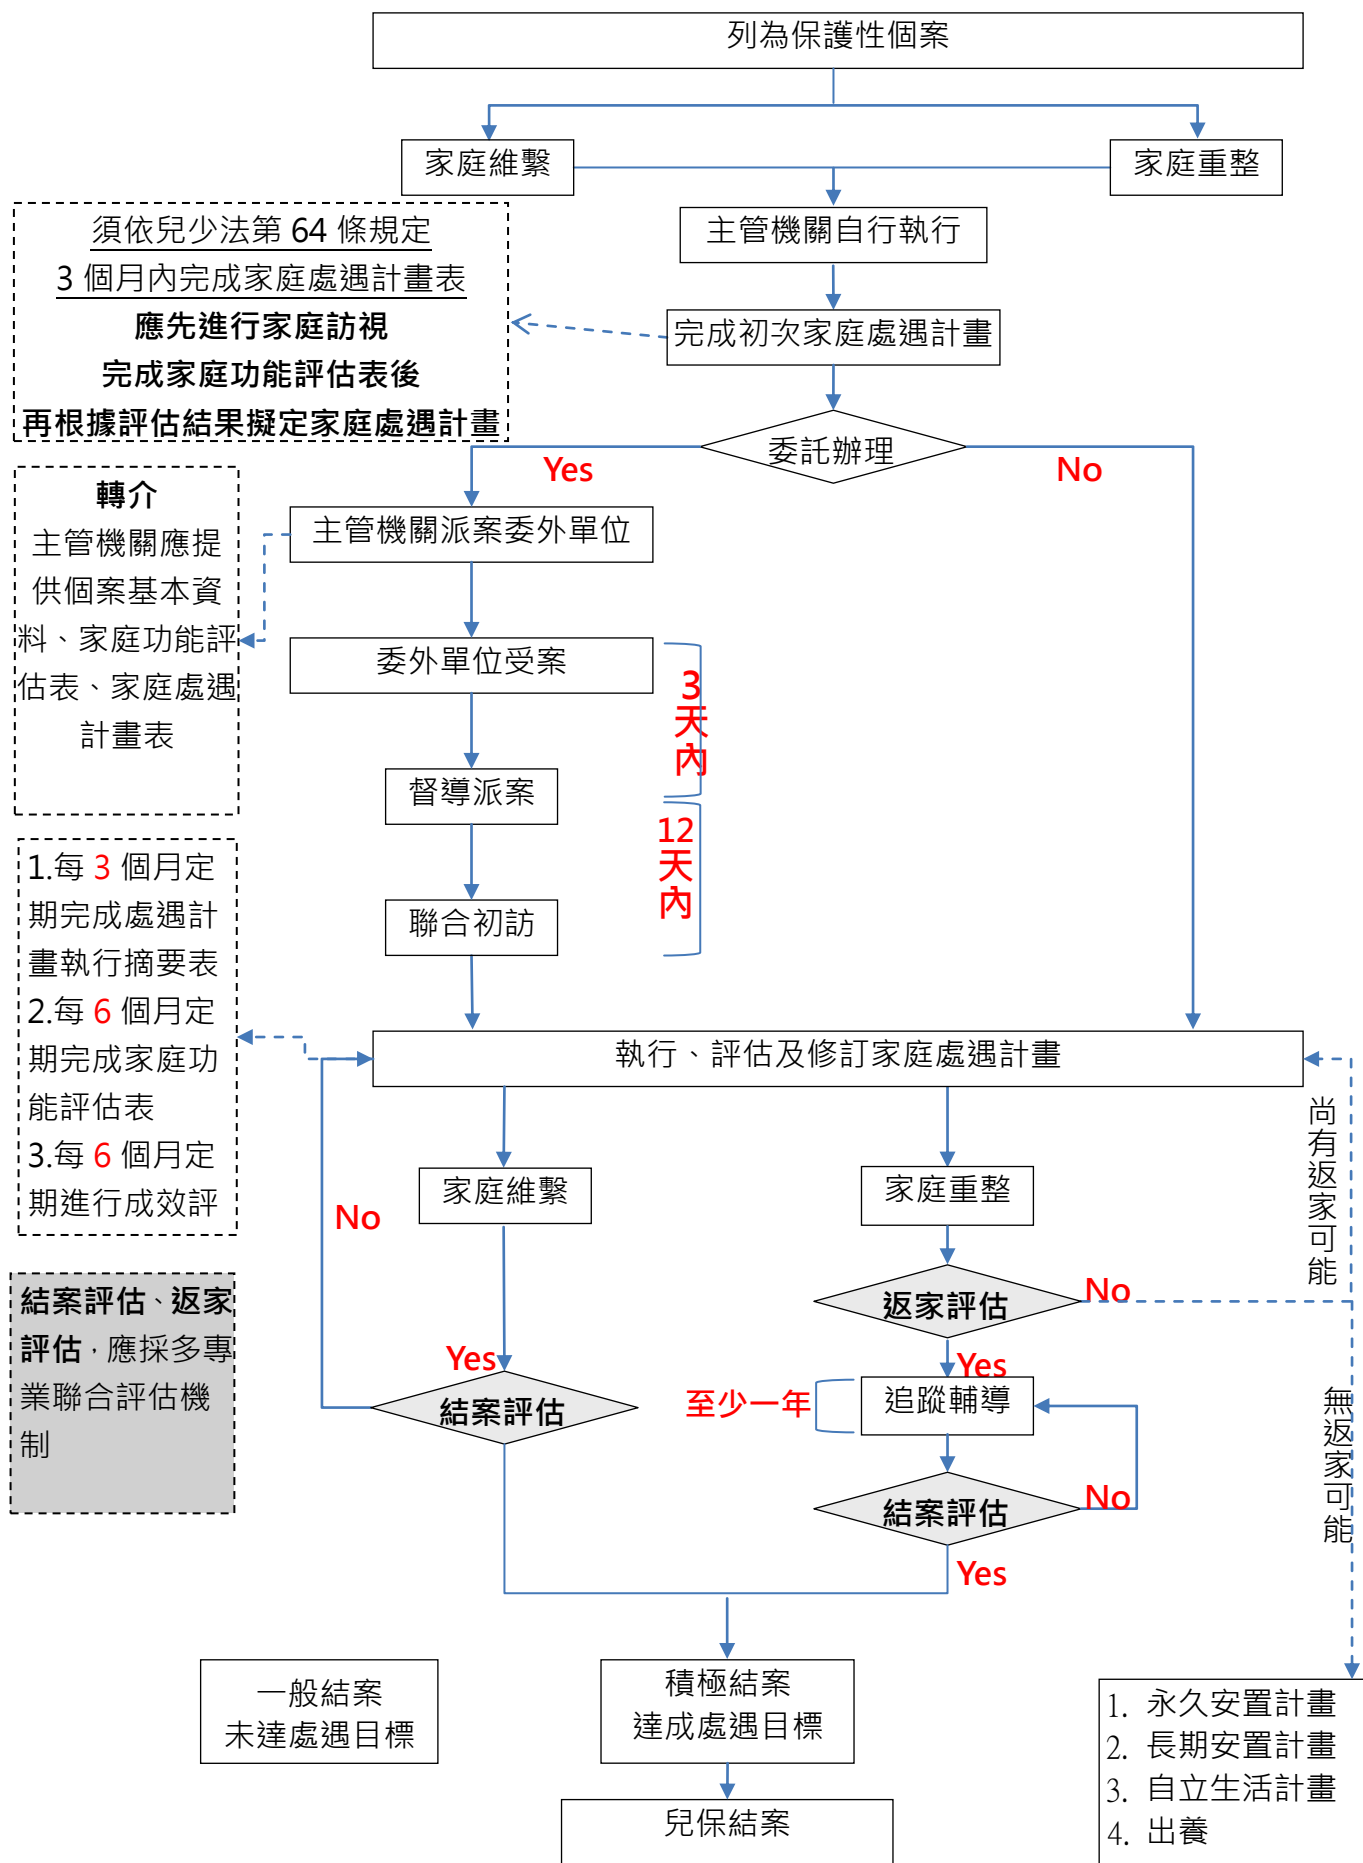 列為保護性個案
家庭維繫
家庭重整
須依兒少法第 64 條規定
3 個月內完成家庭處遇計畫表
應先進行家庭訪視
完成家庭功能評估表後
再根據評估結果擬定家庭處遇計畫
主管機關自行執行
完成初次家庭處遇計畫
委託辦理
Yes
No
轉介
主管機關應提
供個案基本資
料、家庭功能評
估表、家庭處遇
計畫表
主管機關派案委外單位
委外單位受案
3天內
督導派案
12天內
聯合初訪
1.每 3 個月定
期完成處遇計
畫執行摘要表
2.每 6 個月定
期完成家庭功
能評估表
3.每 6 個月定
期進行成效評
執行、評估及修訂家庭處遇計畫
尚有返家可能
家庭維繫
家庭重整
No
返家評估
No
結案評估、返家
評估，應採多專
業聯合評估機
制
Yes
Yes
結案評估
至少一年
追蹤輔導
無返家可能
結案評估
No
Yes
一般結案
未達處遇目標
積極結案
達成處遇目標
1. 永久安置計畫
2. 長期安置計畫
3. 自立生活計畫
4. 出養
兒保結案